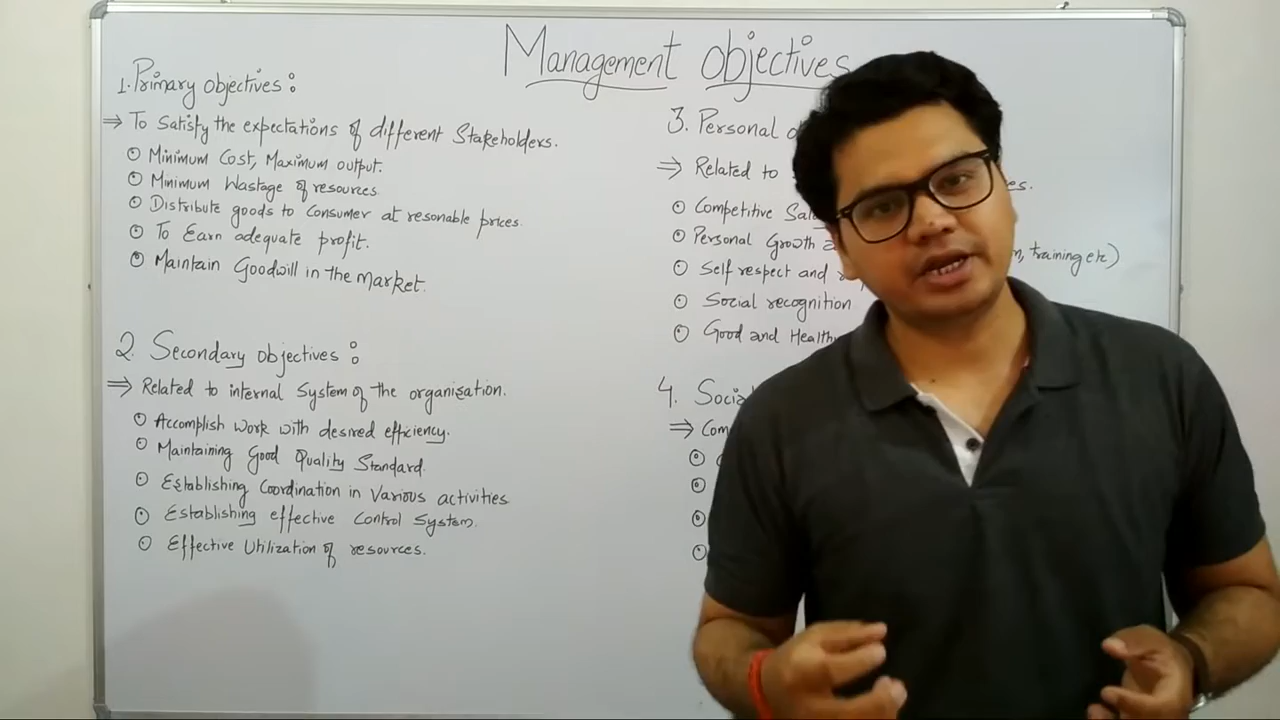 Management objectives
1. Primary objectives :
⇒ To Satisfy the expectations of different Stakeholders.
⊙ Minimum Cost, Maximum output.
⊙ Minimum Wastage of resources
⊙ Distribute goods to Consumer at resonable prices.
⊙ To Earn adequate profit.
⊙ Maintain Goodwill in the market.
2. Secondary objectives :
⇒ Related to internal System of the organisation.
⊙ Accomplish work with desired efficiency.
⊙ Maintaining Good Quality Standard
⊙ Establishing Coordination in Various activities
⊙ Establishing effective Control System.
⊙ Effective Utilization of resources.
3. Personal
⇒ Related to
⊙ Competitive
⊙ Personal Growth training etc)
⊙ Self respect and
⊙ Social recognition
⊙ Good and
4.
⇒